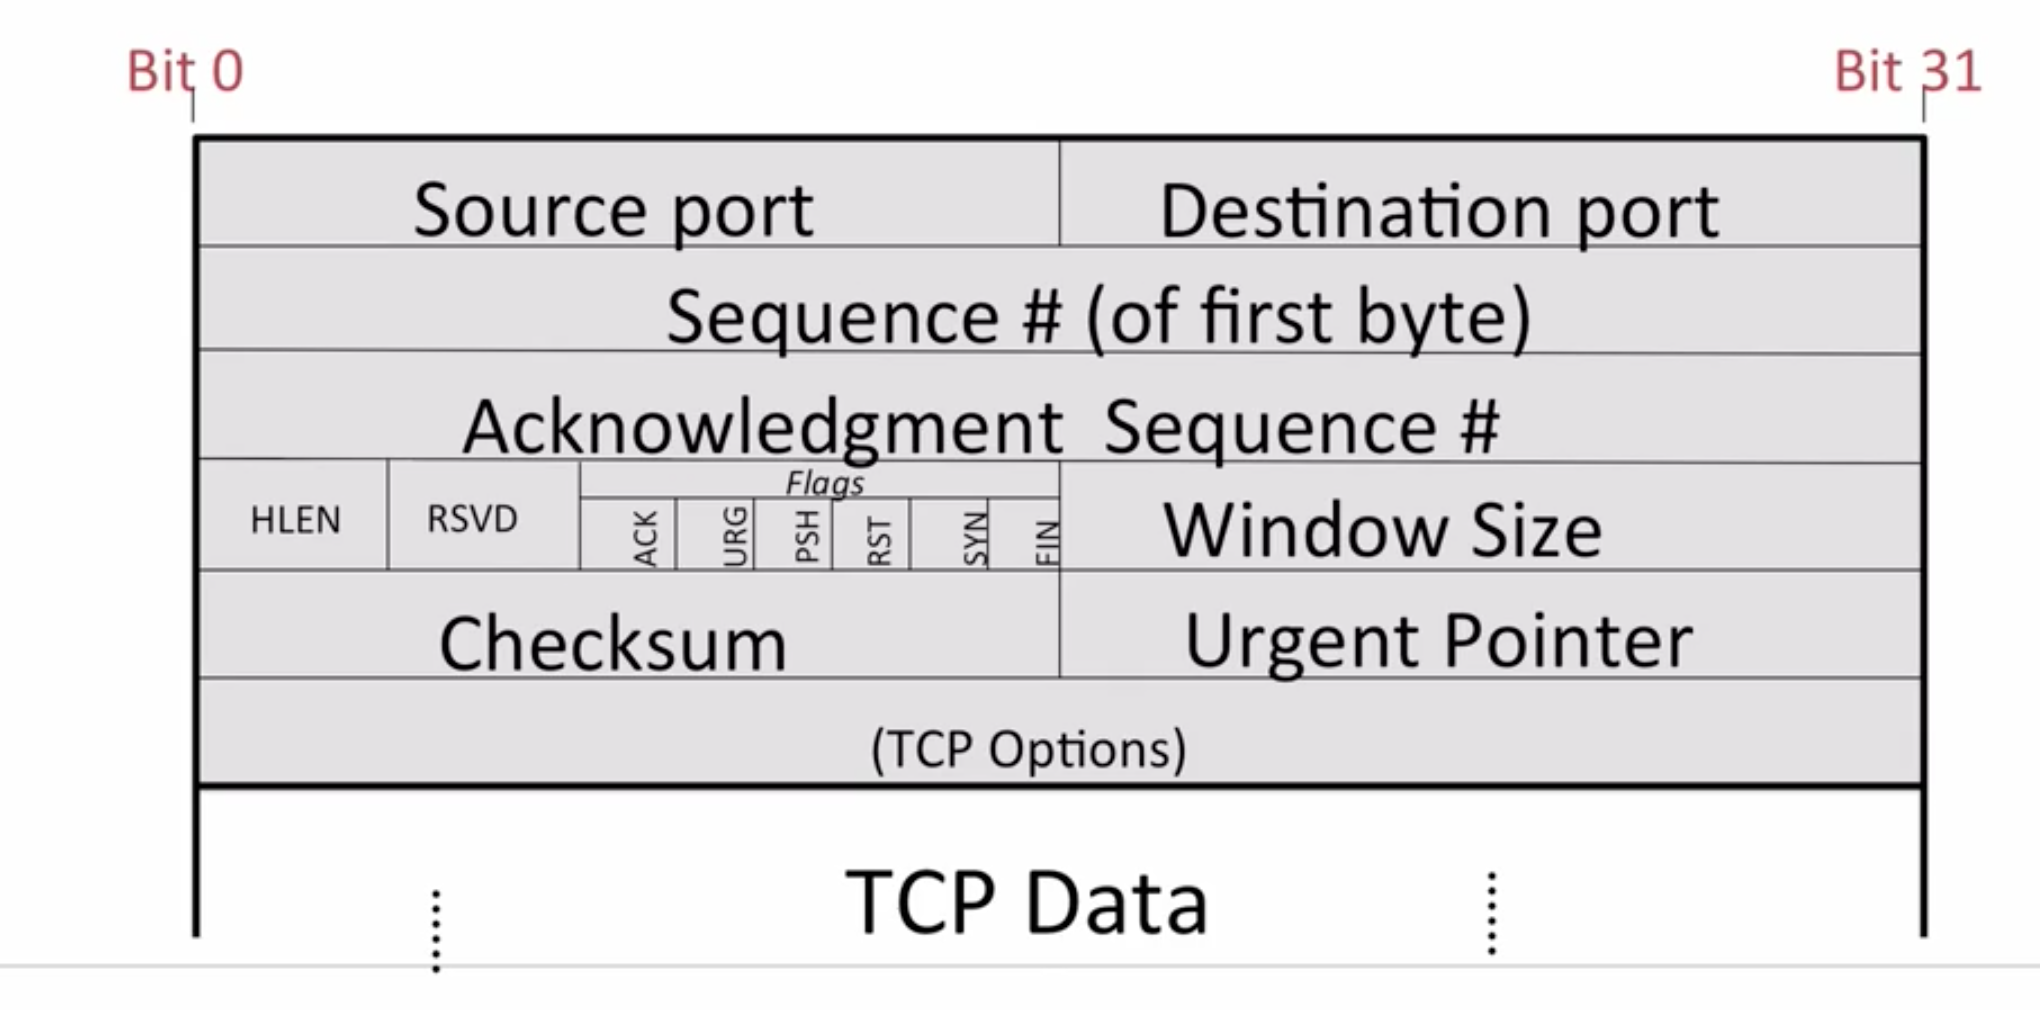 Bit 0 Bit 31
Source port Destination port
Sequence # (of first byte)
Acknowledgment Sequence #
Flags
HLEN RSVD ACK URG PSH RST SYN FIN Window Size
Checksum Urgent Pointer
(TCP Options)
TCP Data